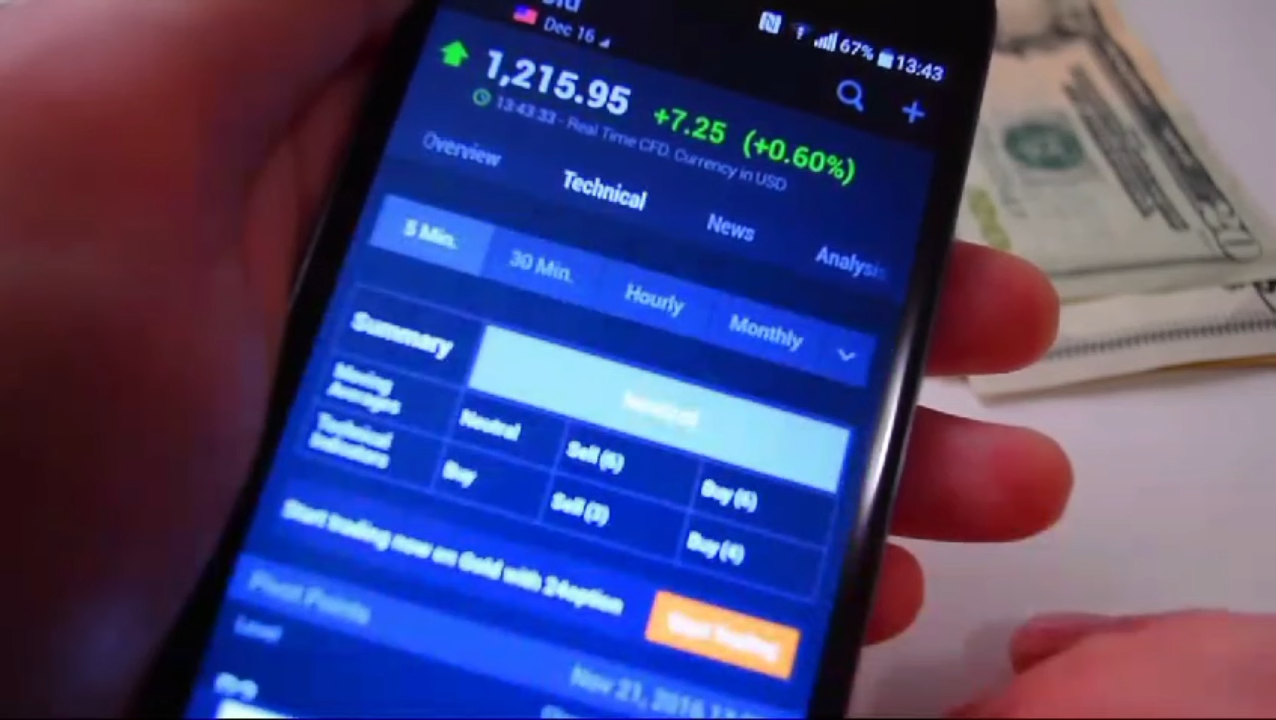 Dec 16
67% 13:43
1,215.95 +7.25 (+0.60%)
13:43:33 - Real Time CFD. Currency in USD
Overview Technical News Analysis
5 Min. 30 Min. Hourly Monthly
Summary Neutral
Moving Averages Neutral Sell (6) Buy (6)
Technical Indicators Buy Sell (3) Buy (4)
Start trading now on Gold with 24option
Start Trading
Pivot Points
Level
Nov 21, 2016